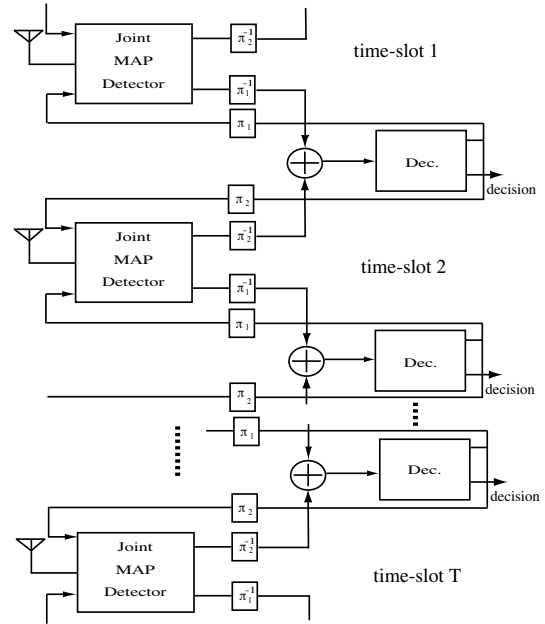 π₂⁻¹
Joint
MAP
Detector
time-slot 1
π₁⁻¹
π₁
Dec.
decision
π₂
Joint
MAP
Detector
π₂⁻¹
time-slot 2
π₁⁻¹
π₁
Dec.
decision
π₂
π₁
Dec.
decision
π₂
Joint
MAP
Detector
π₂⁻¹
time-slot T
π₁⁻¹